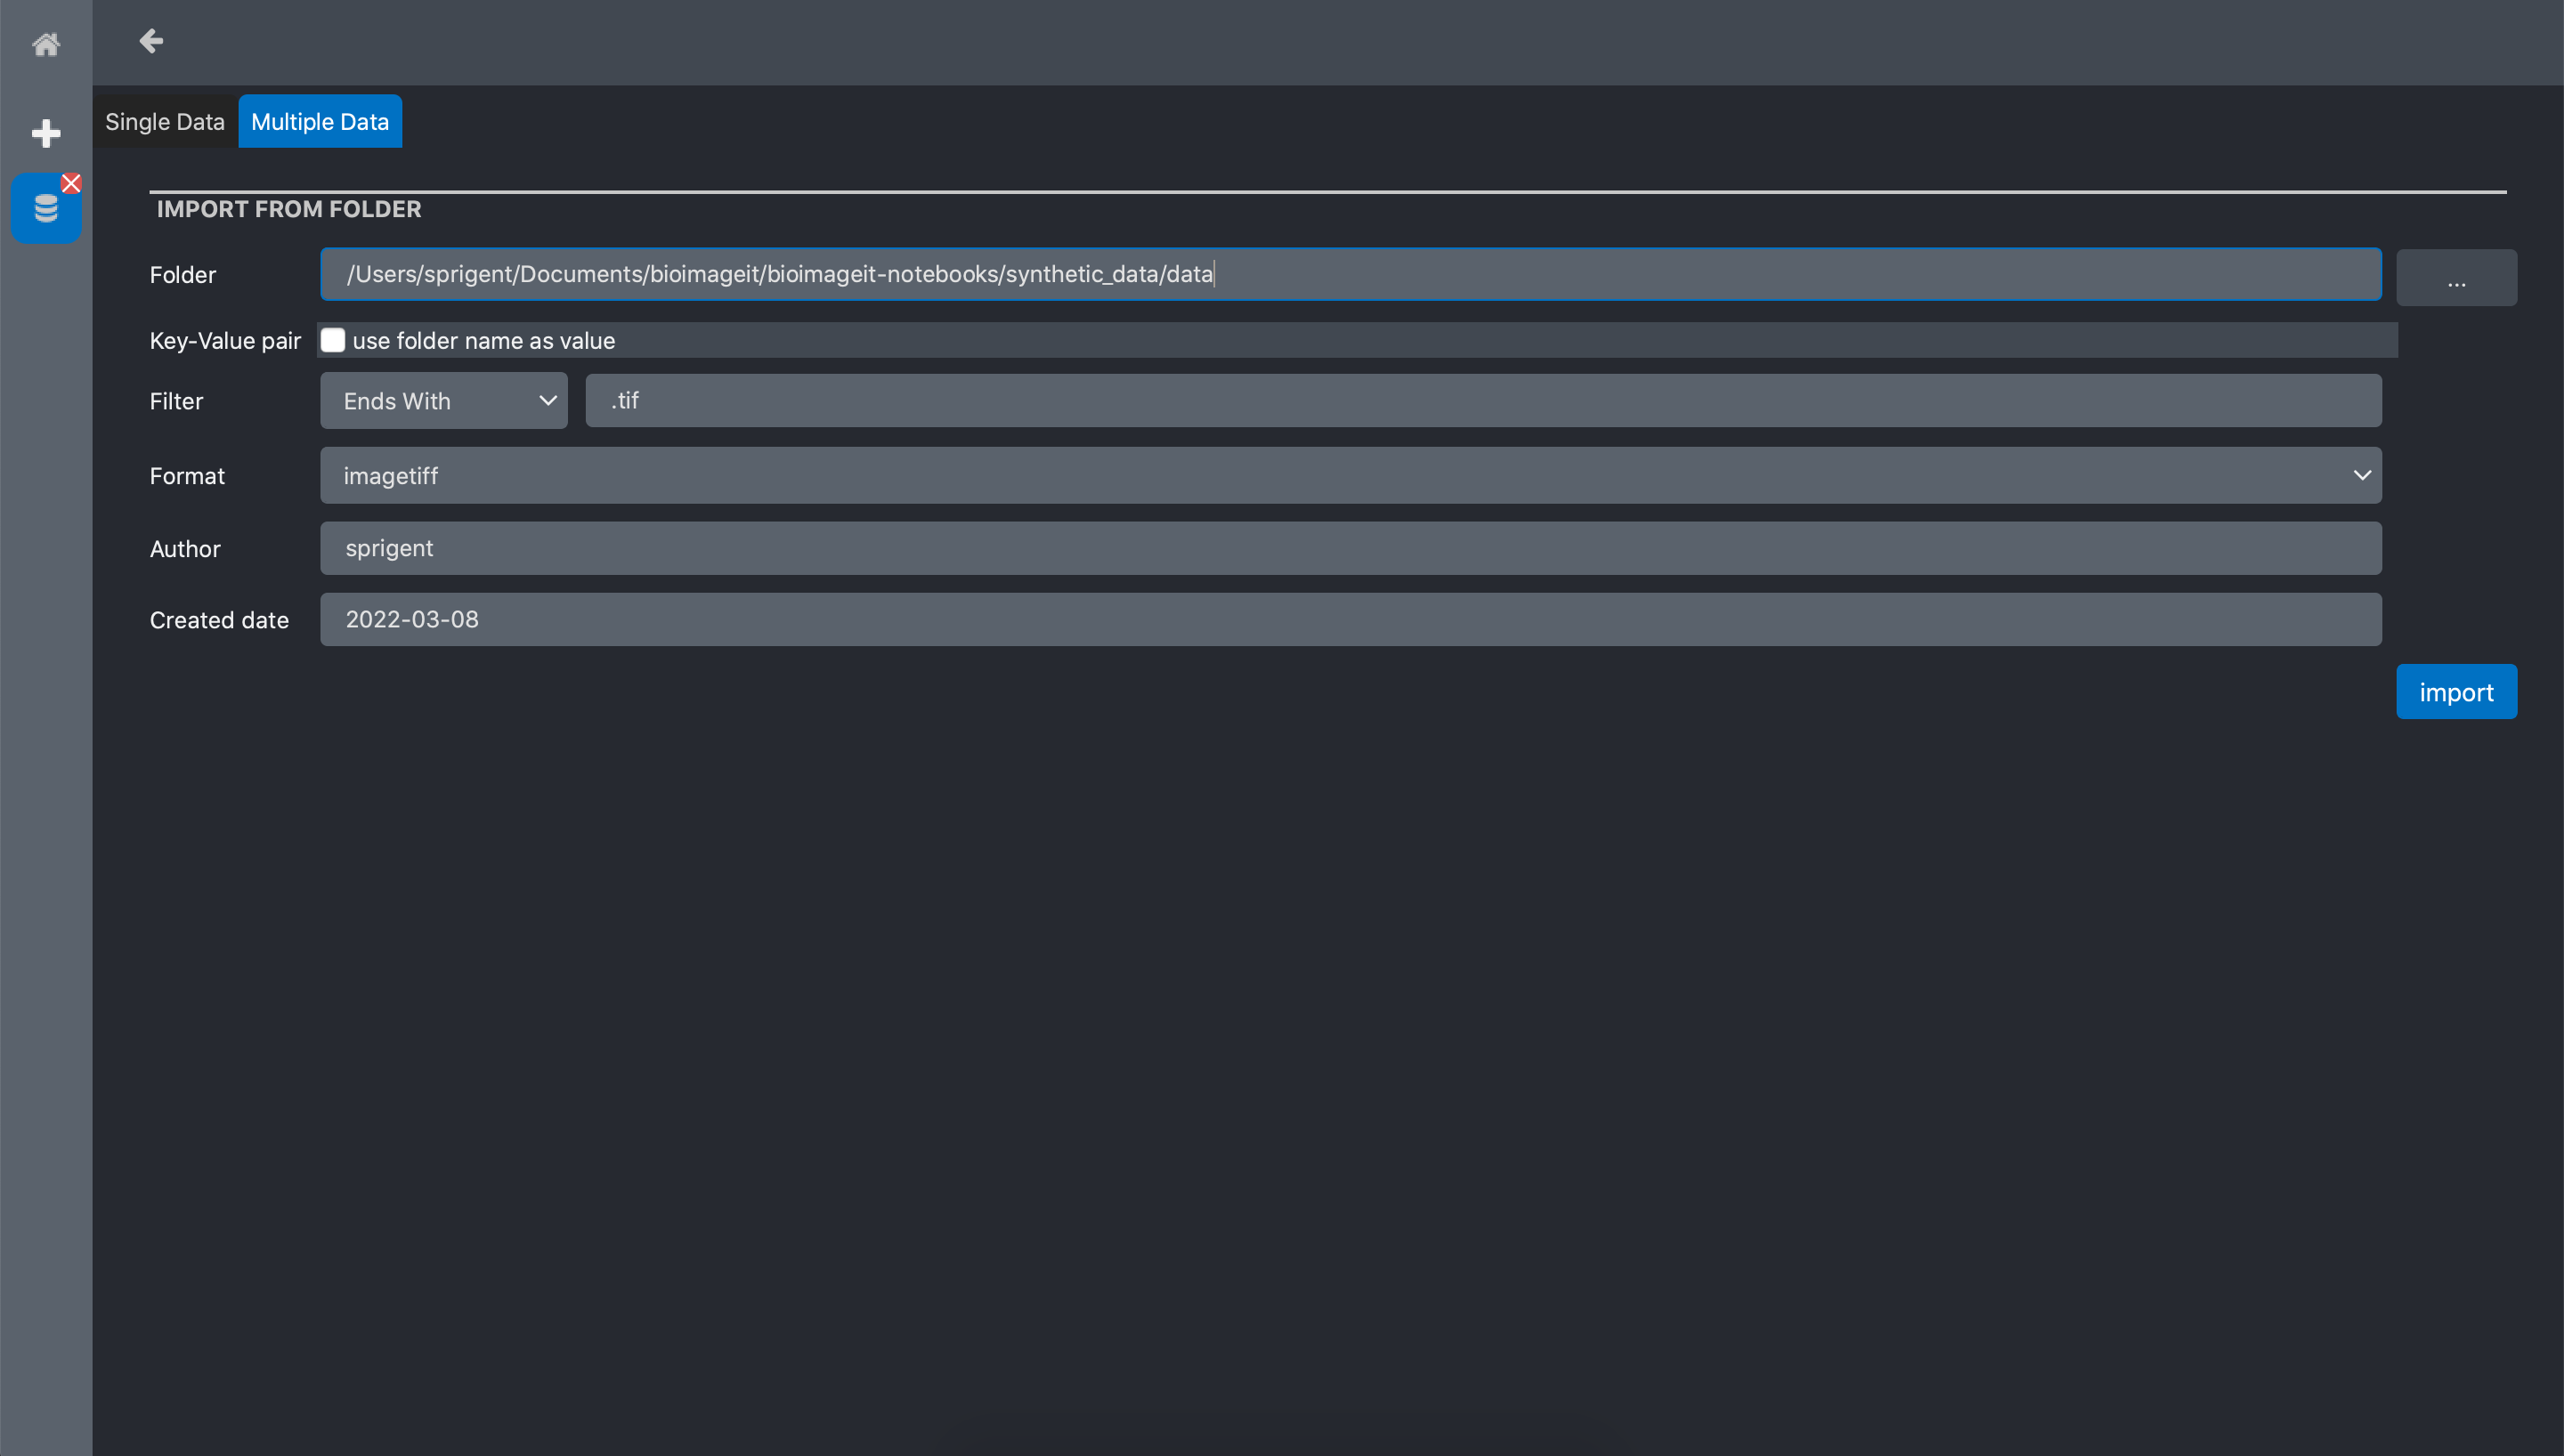 Single Data Multiple Data
IMPORT FROM FOLDER
Folder /Users/sprigent/Documents/bioimageit/bioimageit-notebooks/synthetic_data/data ...
Key-Value pair use folder name as value
Filter Ends With .tif
Format imagetiff
Author sprigent
Created date 2022-03-08
import